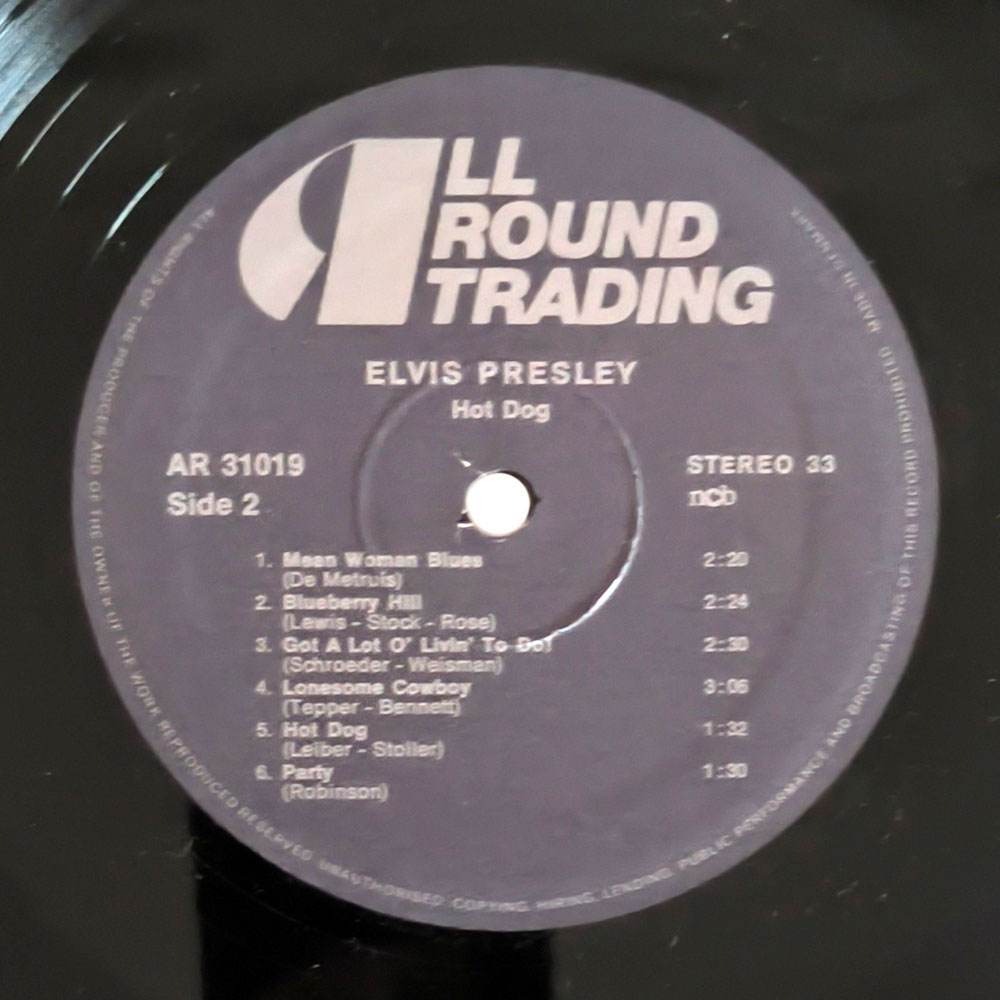 ALL
ROUND
TRADING
ELVIS PRESLEY
Hot Dog
AR 31019
STEREO 33
Side 2
ncb
1. Mean Woman Blues 2:20
(De Metruis)
2. Blueberry Hill 2:24
(Lewis - Stock - Rose)
3. Got A Lot O' Livin' To Do! 2:30
(Schroeder - Weisman)
4. Lonesome Cowboy 3:06
(Tepper - Bennett)
5. Hot Dog 1:32
(Leiber - Stoller)
6. Party 1:30
(Robinson)
ALL RIGHTS OF THE PRODUCER AND OF THE OWNER OF THE WORK REPRODUCED RESERVED UNAUTHORISED COPYING, HIRING, LENDING, PUBLIC PERFORMANCE AND BROADCASTING OF THIS RECORD PROHIBITED MADE IN DENMARK